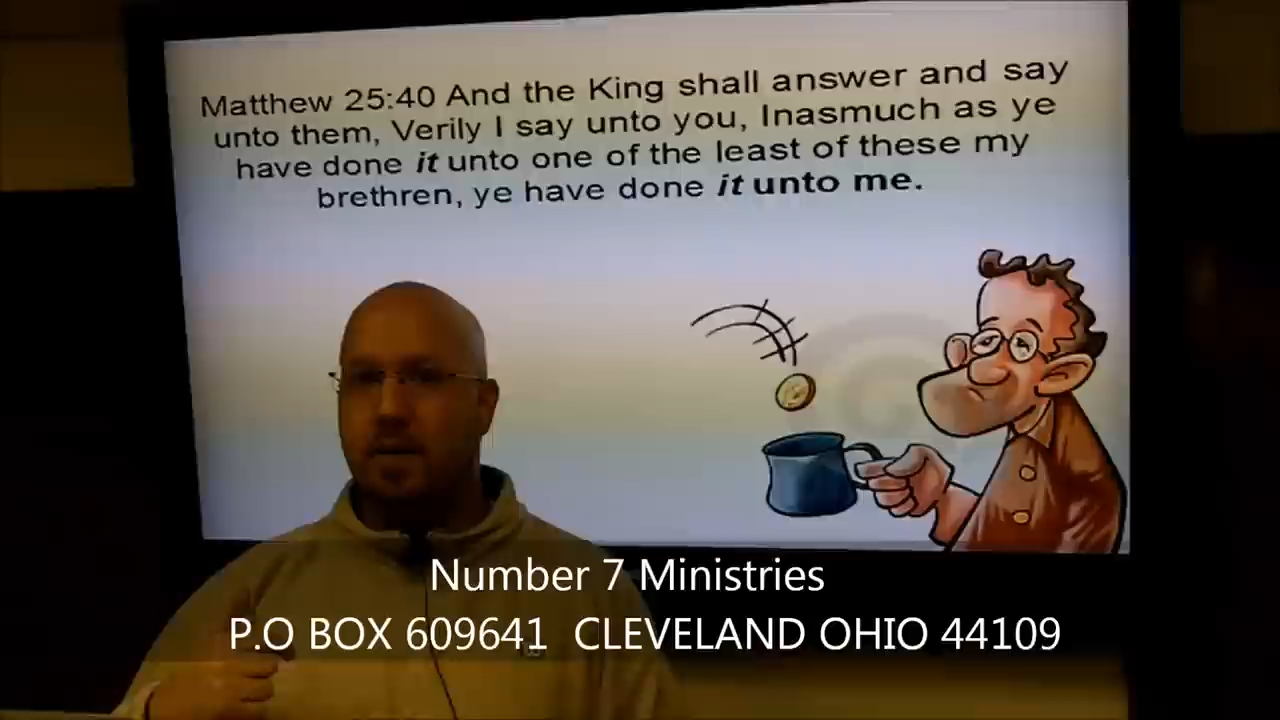 Matthew 25:40 And the King shall answer and say
unto them, Verily I say unto you, Inasmuch as ye
have done it unto one of the least of these my
brethren, ye have done it unto me.
Number 7 Ministries
P.O BOX 609641 CLEVELAND OHIO 44109